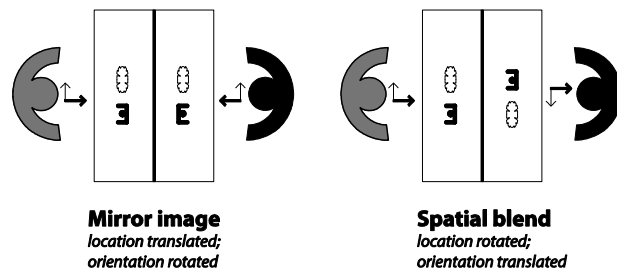 Mirror image
location translated;
orientation rotated
Spatial blend
location rotated;
orientation translated